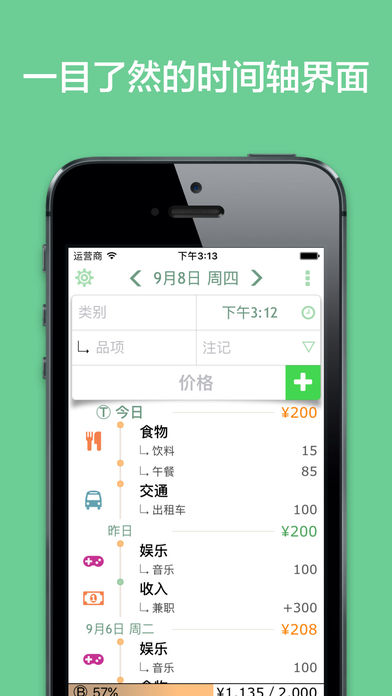 一目了然的时间轴界面
运营商 下午3:13
9月8日 周四
类别 下午3:12
品项 注记
价格
T 今日 ¥200
食物
饮料 15
午餐 85
交通
出租车 100
昨日 ¥200
娱乐
音乐 100
收入
兼职 +300
9月6日 周二 ¥208
娱乐
音乐 100
食物
B 57% ¥1,135 / 2,000